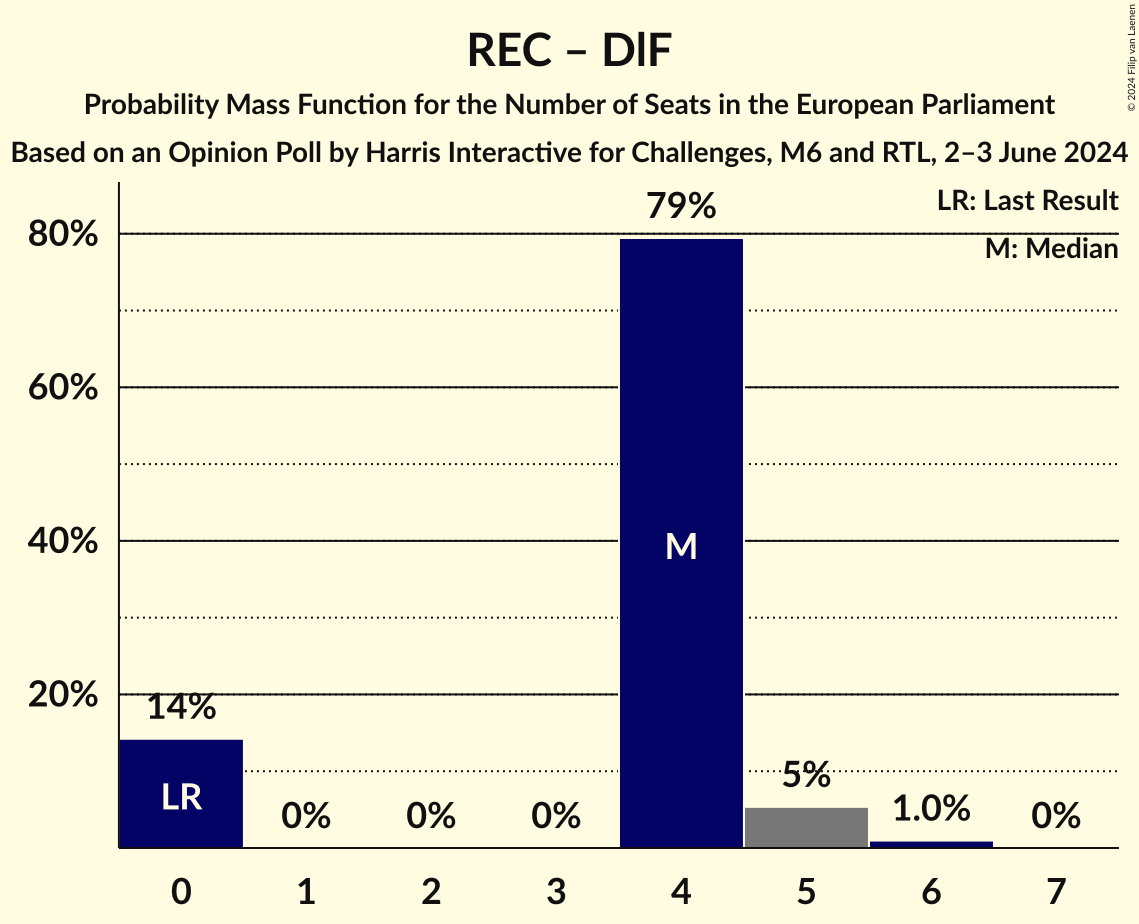 REC – DlF
Probability Mass Function for the Number of Seats in the European Parliament
Based on an Opinion Poll by Harris Interactive for Challenges, M6 and RTL, 2–3 June 2024
© 2024 Filip van Laenen
LR: Last Result
M: Median
80%
60%
40%
20%
14%
0%
0%
0%
79%
5%
1.0%
0%
LR
M
0 1 2 3 4 5 6 7